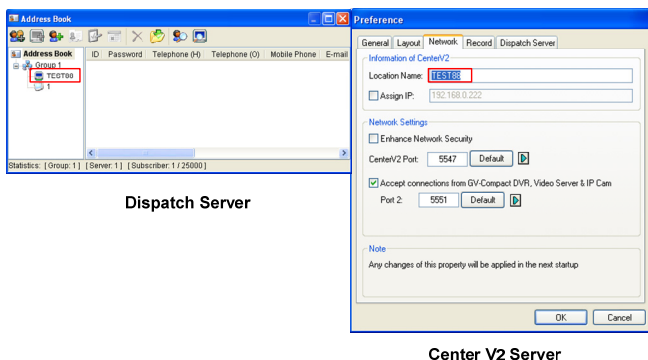 Address Book
Address Book
Group 1
TEST86
1
ID Password Telephone (H) Telephone (O) Mobile Phone E-mail
Statistics: [ Group: 1 ] [ Server: 1 ] [ Subscriber: 1 / 25000 ]
Dispatch Server
Preference
General Layout Network Record Dispatch Server
Information of CenterV2
Location Name: TEST86
Assign IP: 192.168.0.222
Network Settings
Enhance Network Security
CenterV2 Port: 5547 Default
Accept connections from GV-Compact DVR, Video Server & IP Cam
Port 2: 5551 Default
Note
Any changes of this property will be applied in the next startup
OK Cancel
Center V2 Server